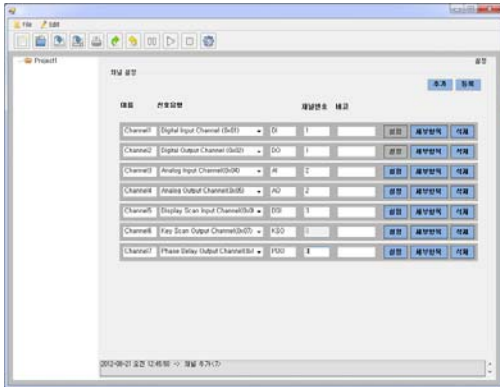 File Edit
Project1
설정
채널 설정
추가 등록
이름 신호유형 채널번호 비고
Channel1 Digital Input Channel (0x01) DI 1 설정 세부항목 삭제
Channel2 Digital Output Channel (0x02) DO 1 설정 세부항목 삭제
Channel3 Analog Input Channel(0x04) AI 2 설정 세부항목 삭제
Channel4 Analog Output Channel(0x05) AO 2 설정 세부항목 삭제
Channel5 Display Scan Input Channel(0x0 DSI 3 설정 세부항목 삭제
Channel6 Key Scan Output Channel(0x07) KSO 설정 세부항목 삭제
Channel7 Phase Delay Output Channel(0x PDO 설정 세부항목 삭제
2012-08-21 오전 12:45:50 -> 채널 추가(7)